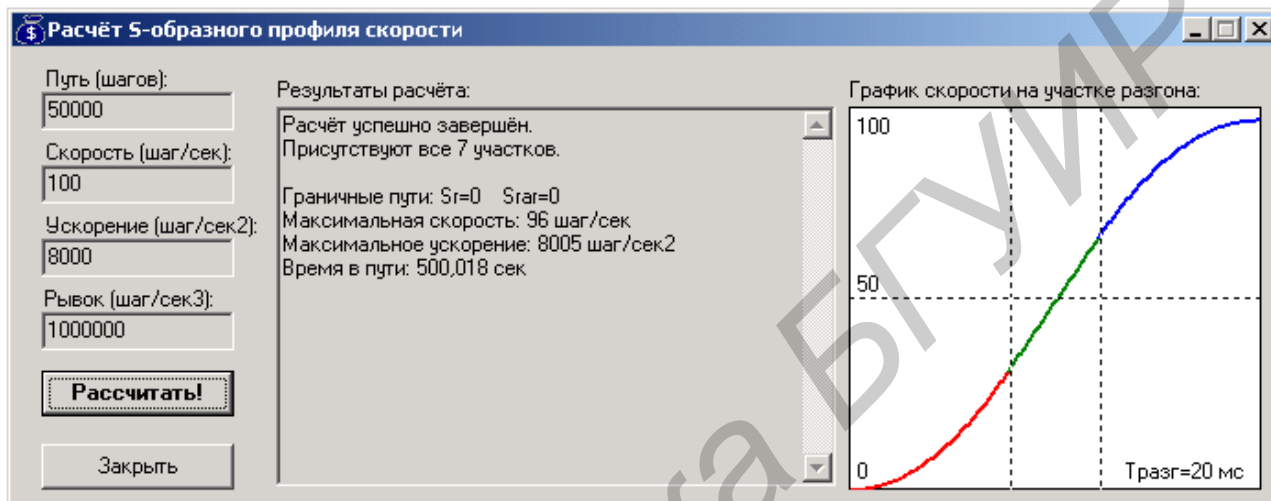 Расчёт S-образного профиля скорости
Путь (шагов):
50000
Скорость (шаг/сек):
100
Ускорение (шаг/сек2):
8000
Рывок (шаг/сек3):
1000000
Рассчитать!
Закрыть
Результаты расчёта:
Расчёт успешно завершён.
Присутствуют все 7 участков.
Граничные пути: Sr=0 Srar=0
Максимальная скорость: 96 шаг/сек
Максимальное ускорение: 8005 шаг/сек2
Время в пути: 500,018 сек
График скорости на участке разгона:
100
50
0
Тразг=20 мс
БГУИР